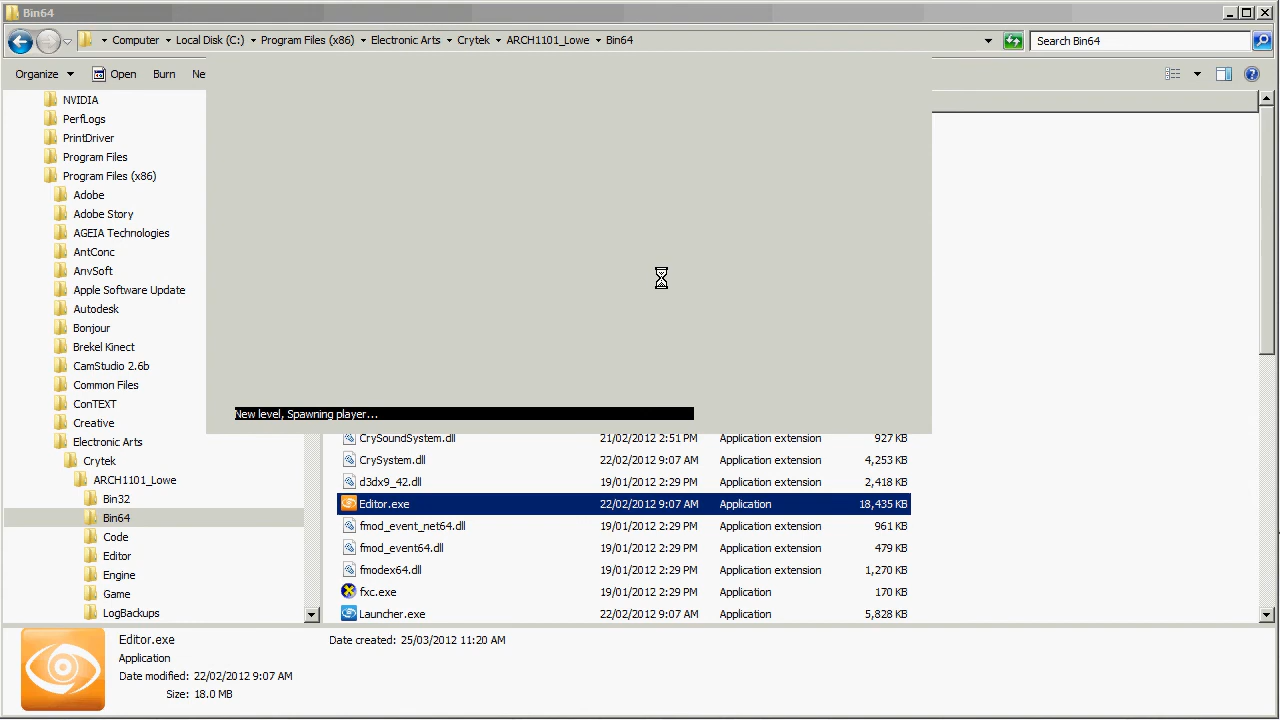 Bin64
Computer Local Disk (C:) Program Files (x86) Electronic Arts Crytek ARCH1101_Lowe Bin64
Search Bin64
Organize Open Burn Ne
NVIDIA
PerfLogs
PrintDriver
Program Files
Program Files (x86)
Adobe
Adobe Story
AGEIA Technologies
AntConc
AnvSoft
Apple Software Update
Autodesk
Bonjour
Brekel Kinect
CamStudio 2.6b
Common Files
ConTEXT
Creative
Electronic Arts
Crytek
ARCH1101_Lowe
Bin32
Bin64
Code
Editor
Engine
Game
LogBackups
New level, Spawning player...
CrySoundSystem.dll 21/02/2012 2:51 PM Application extension 927 KB
CrySystem.dll 22/02/2012 9:07 AM Application extension 4,253 KB
d3dx9_42.dll 19/01/2012 2:29 PM Application extension 2,418 KB
Editor.exe 22/02/2012 9:07 AM Application 18,435 KB
fmod_event_net64.dll 19/01/2012 2:29 PM Application extension 961 KB
fmod_event64.dll 19/01/2012 2:29 PM Application extension 479 KB
fmodex64.dll 19/01/2012 2:29 PM Application extension 1,270 KB
fxc.exe 19/01/2012 2:29 PM Application 170 KB
Launcher.exe 22/02/2012 9:07 AM Application 5,828 KB
Editor.exe Date created: 25/03/2012 11:20 AM
Application
Date modified: 22/02/2012 9:07 AM
Size: 18.0 MB